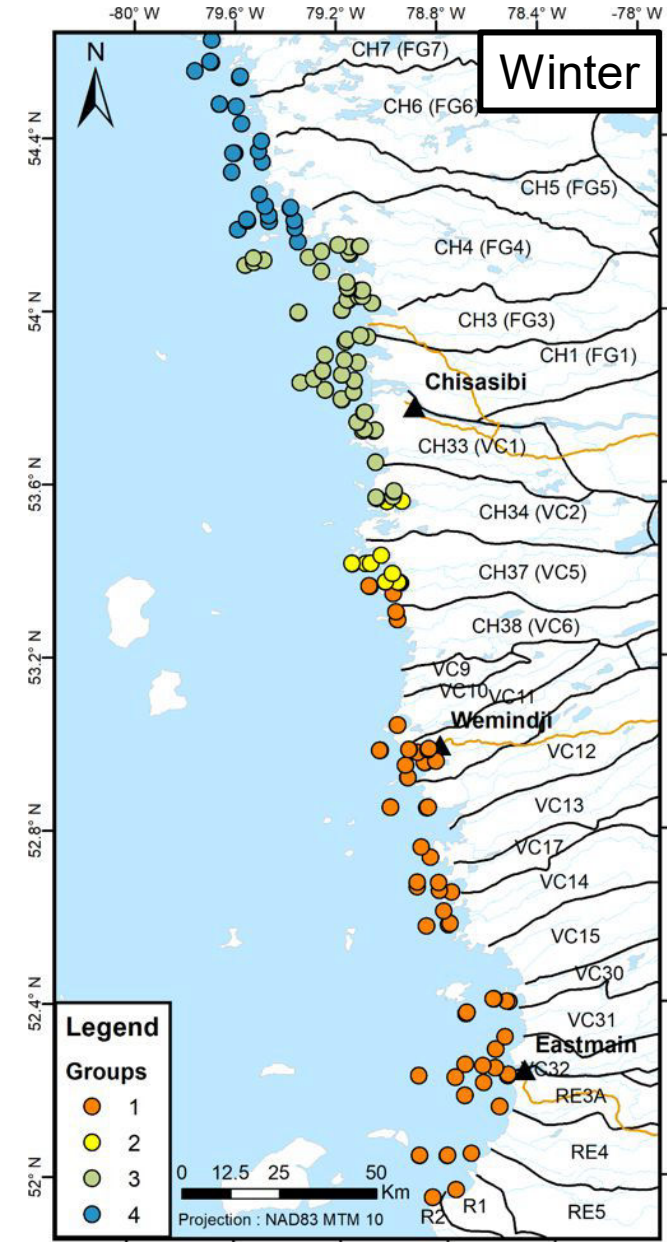 -80° W
79.6° W
79.2° W
-78.8° W
-78.4° W
-78° W
Winter
N
CH7 (FG7)
CH6 (FG6)
54.4° N
CH5 (FG5)
CH4 (FG4)
54° N
CH3 (FG3)
CH1 (FG1)
Chisasibi
CH33 (VC1)
53.6° N
CH34 (VC2)
CH37 (VC5)
CH38 (VC6)
53.2° N
VC9
VC10
VC11
Wemindji
VC12
52.8° N
VC13
VC17
VC14
VC15
VC30
52.4° N
VC31
Eastmain
VC32
RE3A
RE4
52° N
R1
R2
RE5
Legend
Groups
1
2
3
4
0 12.5 25 50
Km
Projection : NAD83 MTM 10